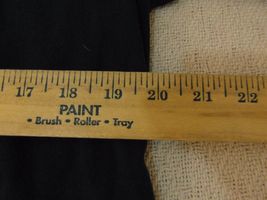 17 18 19 20 21 22
PAINT
• Brush • Roller • Tray